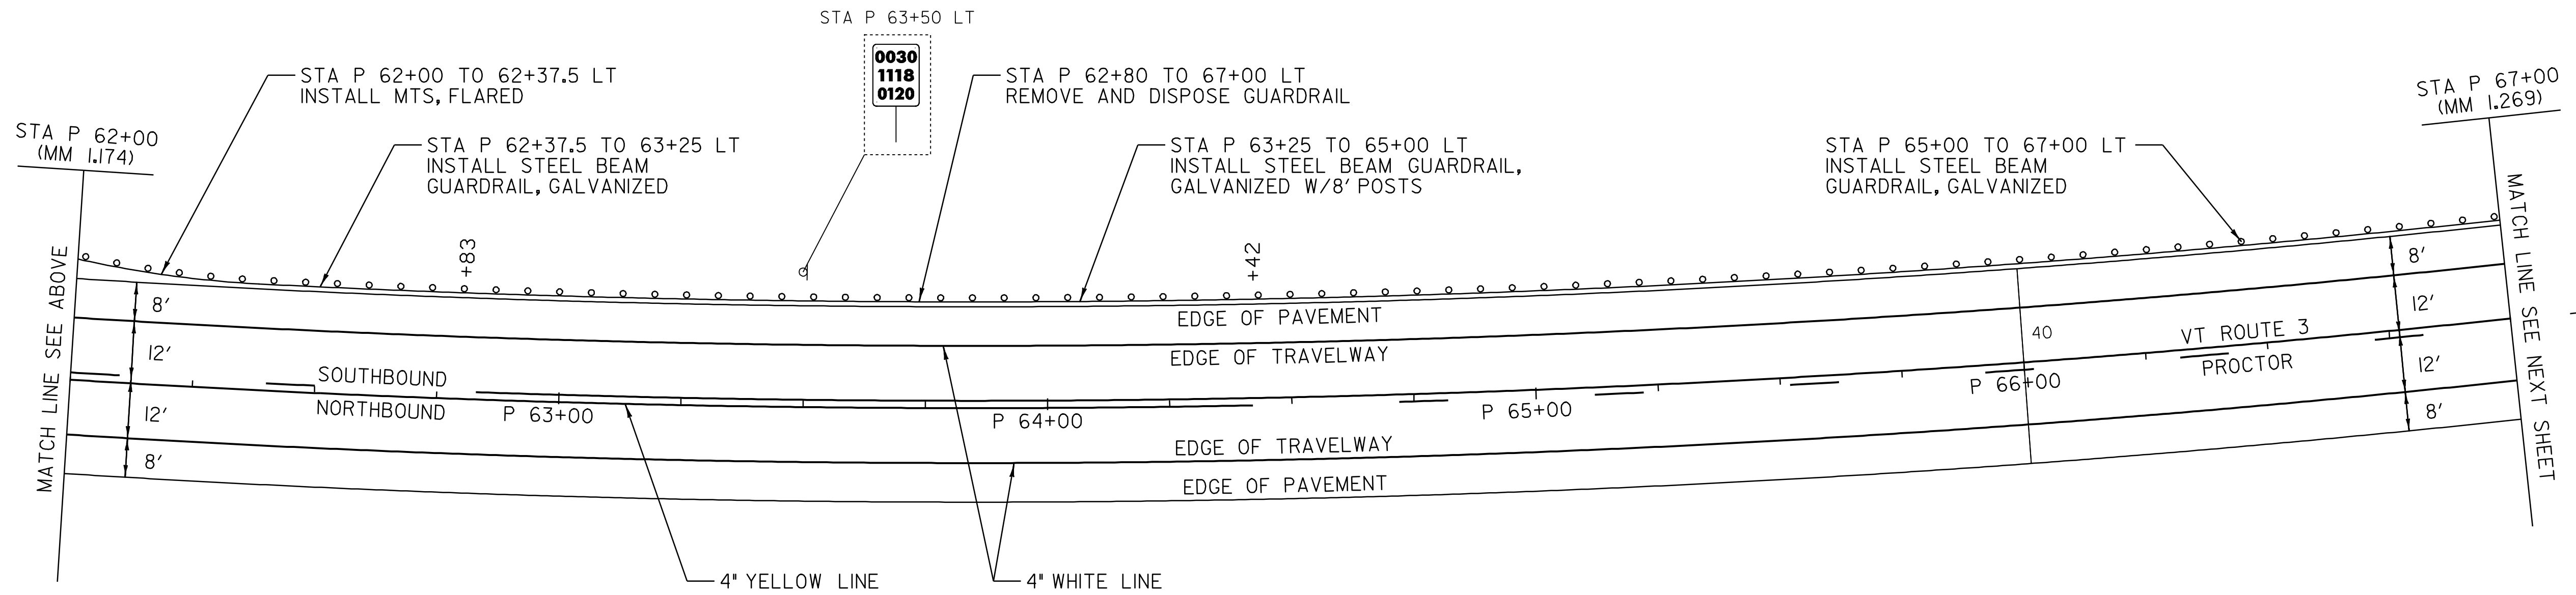 STA P 63+50 LT
0030
1118
0120
STA P 62+00 TO 62+37.5 LT
INSTALL MTS, FLARED
STA P 62+80 TO 67+00 LT
REMOVE AND DISPOSE GUARDRAIL
STA P 62+00
(MM 1.174)
STA P 67+00
(MM 1.269)
STA P 62+37.5 TO 63+25 LT
INSTALL STEEL BEAM
GUARDRAIL, GALVANIZED
STA P 63+25 TO 65+00 LT
INSTALL STEEL BEAM GUARDRAIL,
GALVANIZED W/8' POSTS
STA P 65+00 TO 67+00 LT
INSTALL STEEL BEAM
GUARDRAIL, GALVANIZED
MATCH LINE SEE ABOVE
+83
+42
MATCH LINE SEE NEXT SHEET
8'
12'
12'
8'
8'
12'
12'
8'
EDGE OF PAVEMENT
EDGE OF TRAVELWAY
40
VT ROUTE 3
PROCTOR
SOUTHBOUND
NORTHBOUND
P 63+00
P 64+00
P 65+00
P 66+00
EDGE OF TRAVELWAY
EDGE OF PAVEMENT
4" YELLOW LINE
4" WHITE LINE